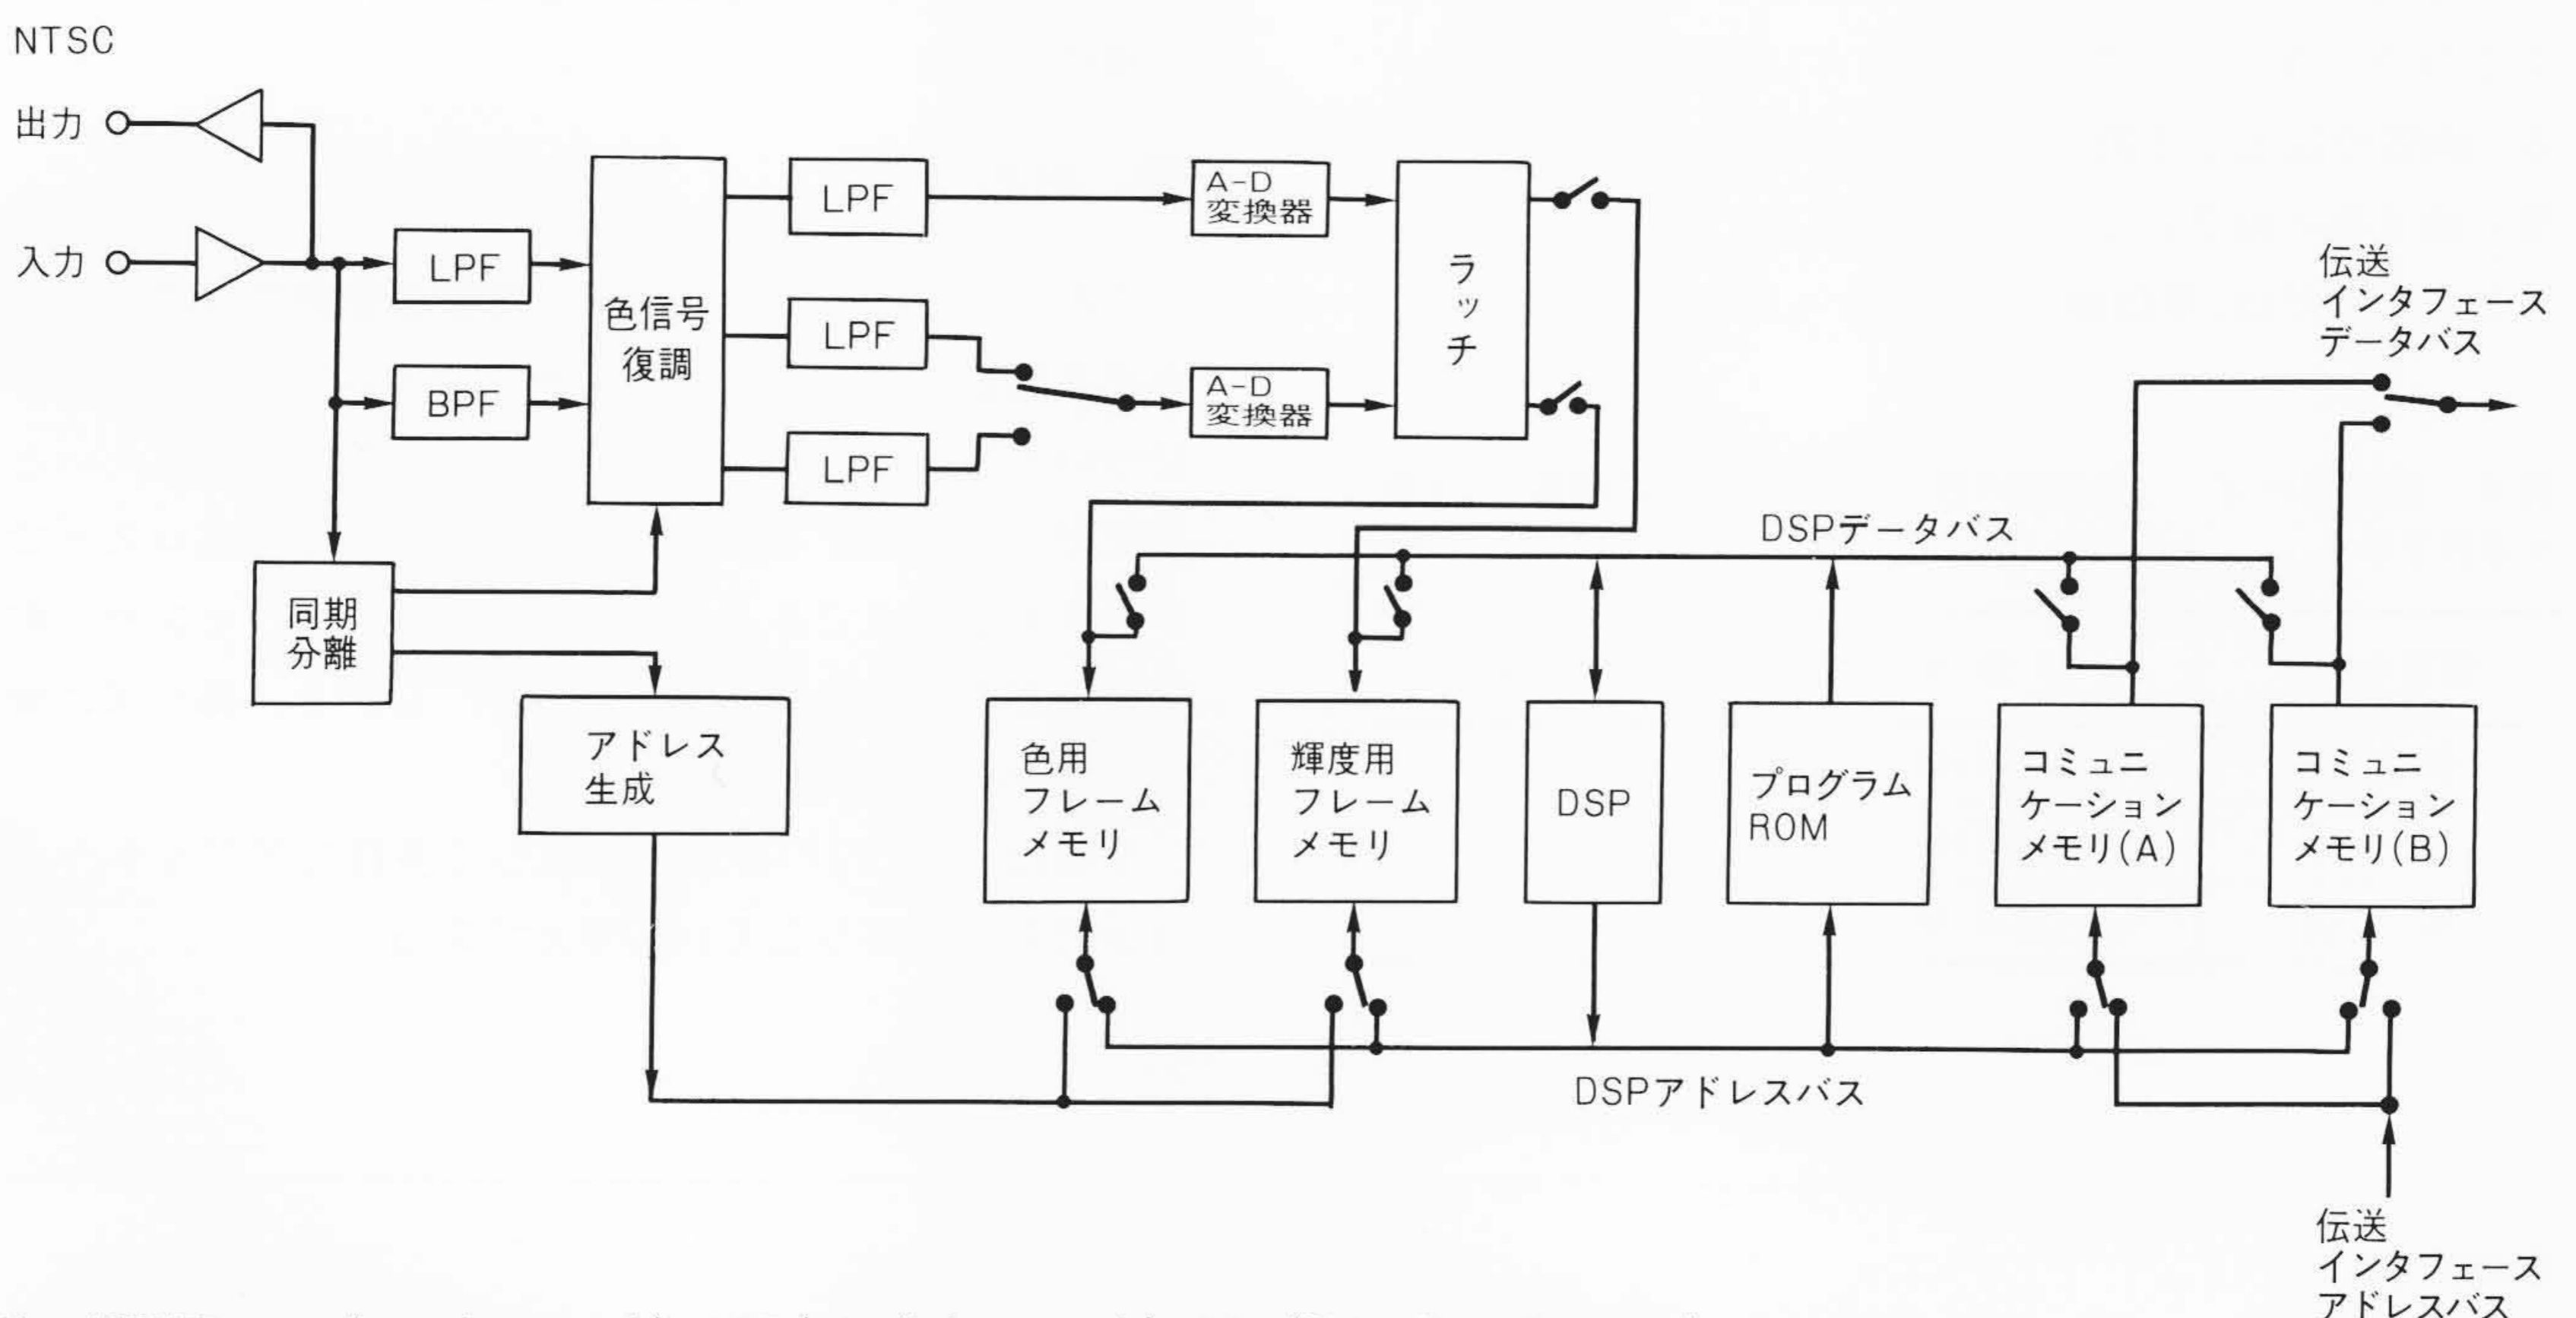 NTSC
出力
入力
LPF
BPF
色信号
復調
LPF
LPF
LPF
A-D
変換器
A-D
変換器
ラッチ
同期
分離
アドレス
生成
伝送
インタフェース
データバス
DSPデータバス
色用
フレーム
メモリ
輝度用
フレーム
メモリ
DSP
プログラム
ROM
コミュニ
ケーション
メモリ(A)
コミュニ
ケーション
メモリ(B)
DSPアドレスバス
伝送
インタフェース
アドレスバス